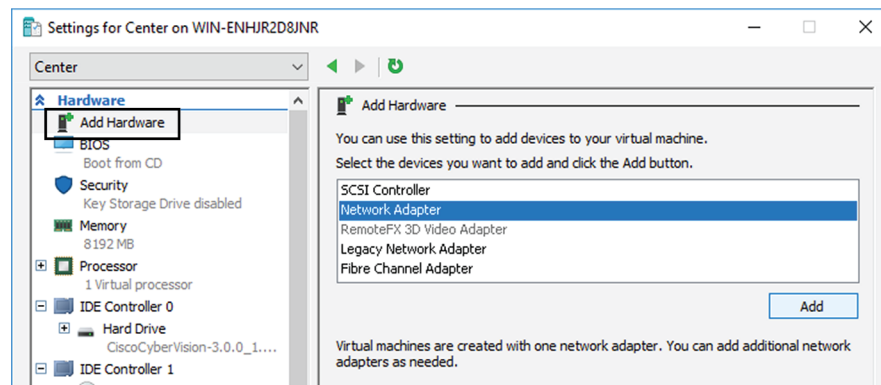 Settings for Center on WIN-ENHJR2D8JNR
Center
Hardware
Add Hardware
BIOS
Boot from CD
Security
Key Storage Drive disabled
Memory
8192 MB
Processor
1 Virtual processor
IDE Controller 0
Hard Drive
CiscoCyberVision-3.0.0_1....
IDE Controller 1
Add Hardware
You can use this setting to add devices to your virtual machine.
Select the devices you want to add and click the Add button.
SCSI Controller
Network Adapter
RemoteFX 3D Video Adapter
Legacy Network Adapter
Fibre Channel Adapter
Add
Virtual machines are created with one network adapter. You can add additional network
adapters as needed.